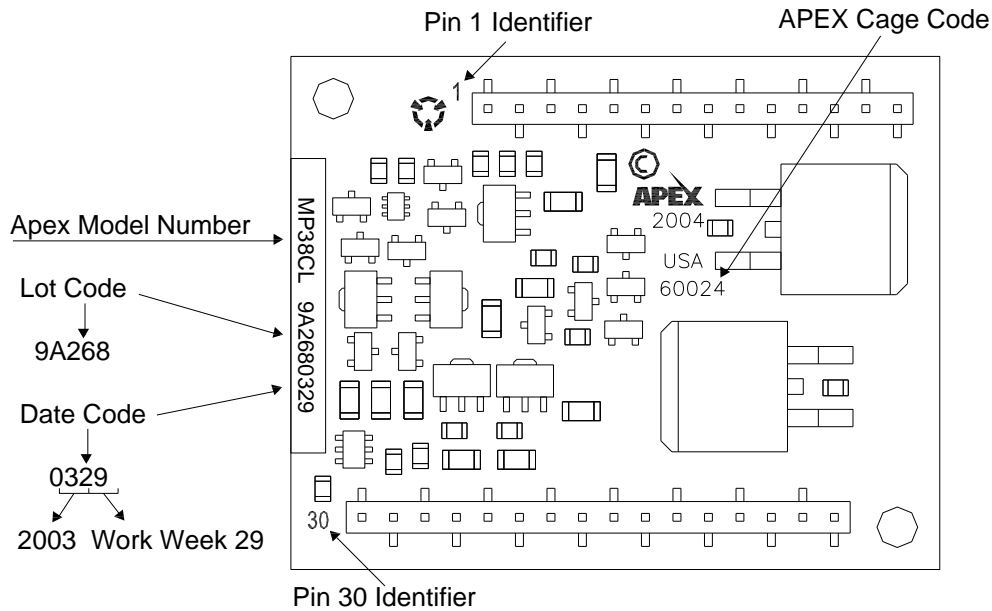 Pin 1 Identifier
APEX Cage Code
1
C
APEX
2004
USA
60024
Apex Model Number
MP38CL 9A2680329
Lot Code
9A268
Date Code
0329
2003 Work Week 29
30
Pin 30 Identifier